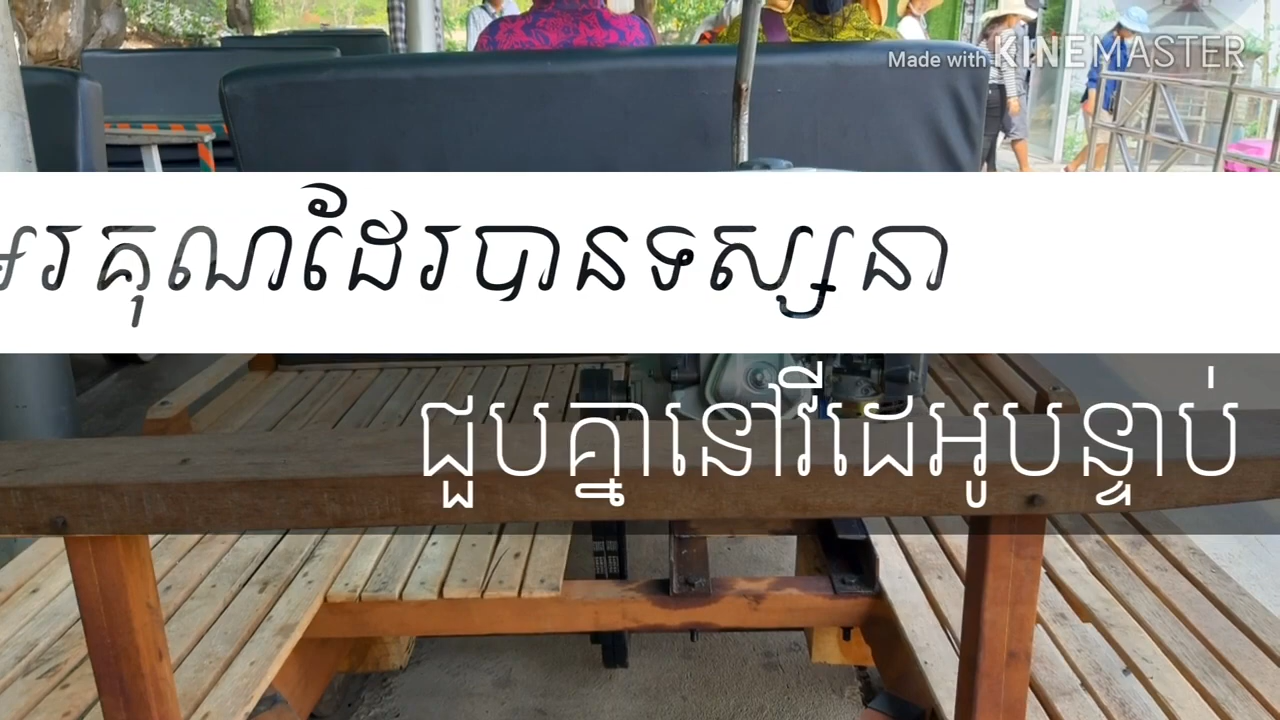 Made with KINEMASTER
អរគុណដែរបានទស្សនា
ជួបគ្នានៅវីដេអូបន្ទាប់